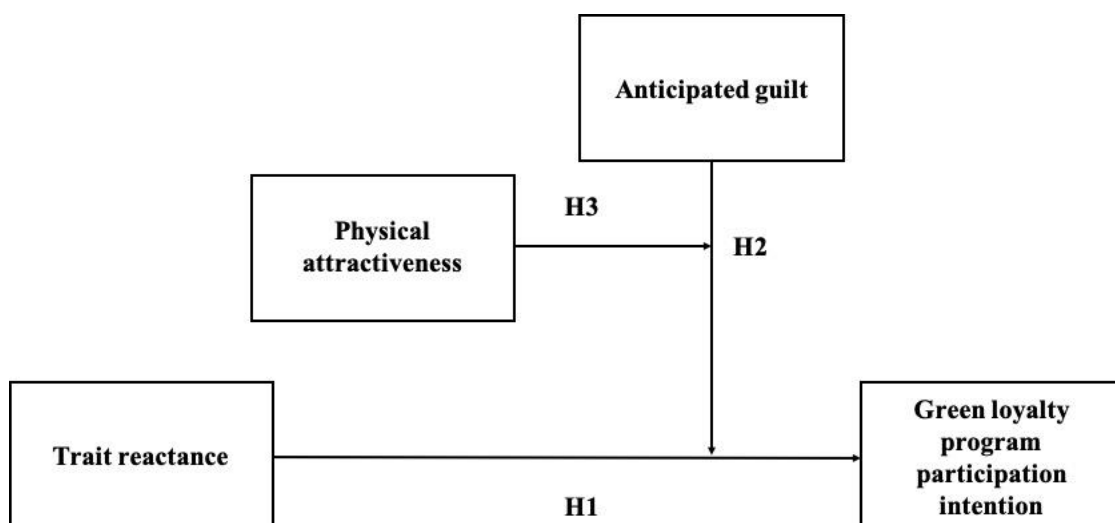 Anticipated guilt
H3
Physical
attractiveness
H2
Trait reactance
Green loyalty
program
participation
intention
H1